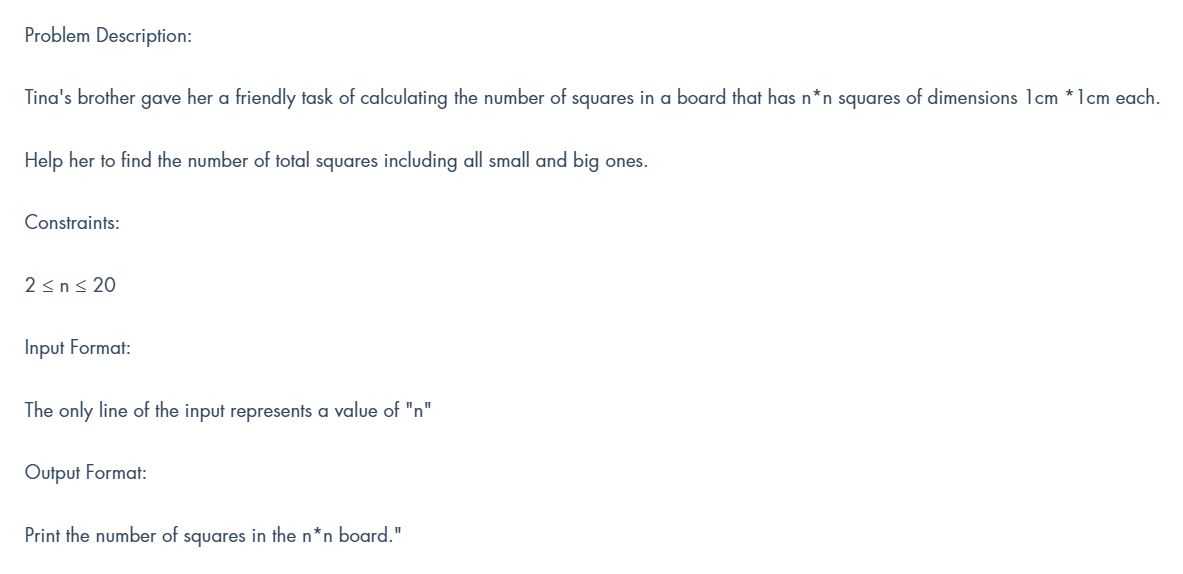 Problem Description:
Tina's brother gave her a friendly task of calculating the number of squares in a board that has n*n squares of dimensions 1cm *1cm each.
Help her to find the number of total squares including all small and big ones.
Constraints:
2 ≤ n ≤ 20
Input Format:
The only line of the input represents a value of "n"
Output Format:
Print the number of squares in the n*n board."